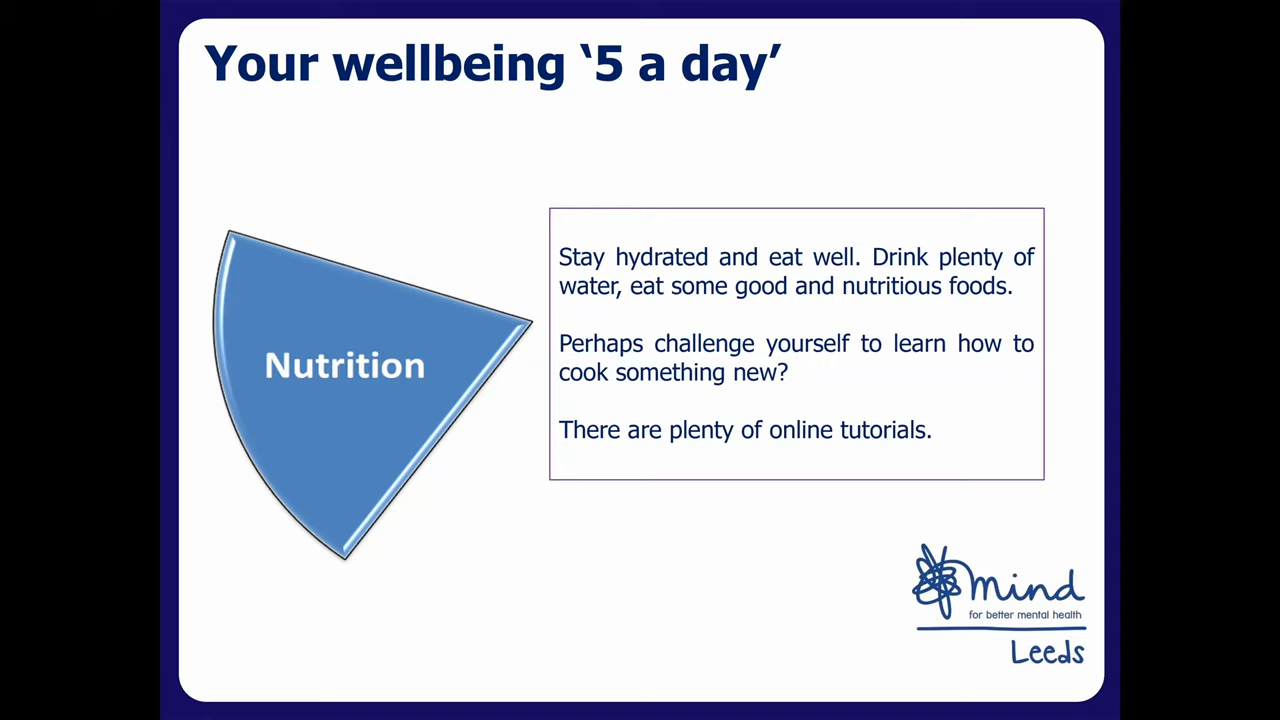 Your wellbeing ‘5 a day’
Nutrition
Stay hydrated and eat well. Drink plenty of
water, eat some good and nutritious foods.
Perhaps challenge yourself to learn how to
cook something new?
There are plenty of online tutorials.
mind
for better mental health
Leeds